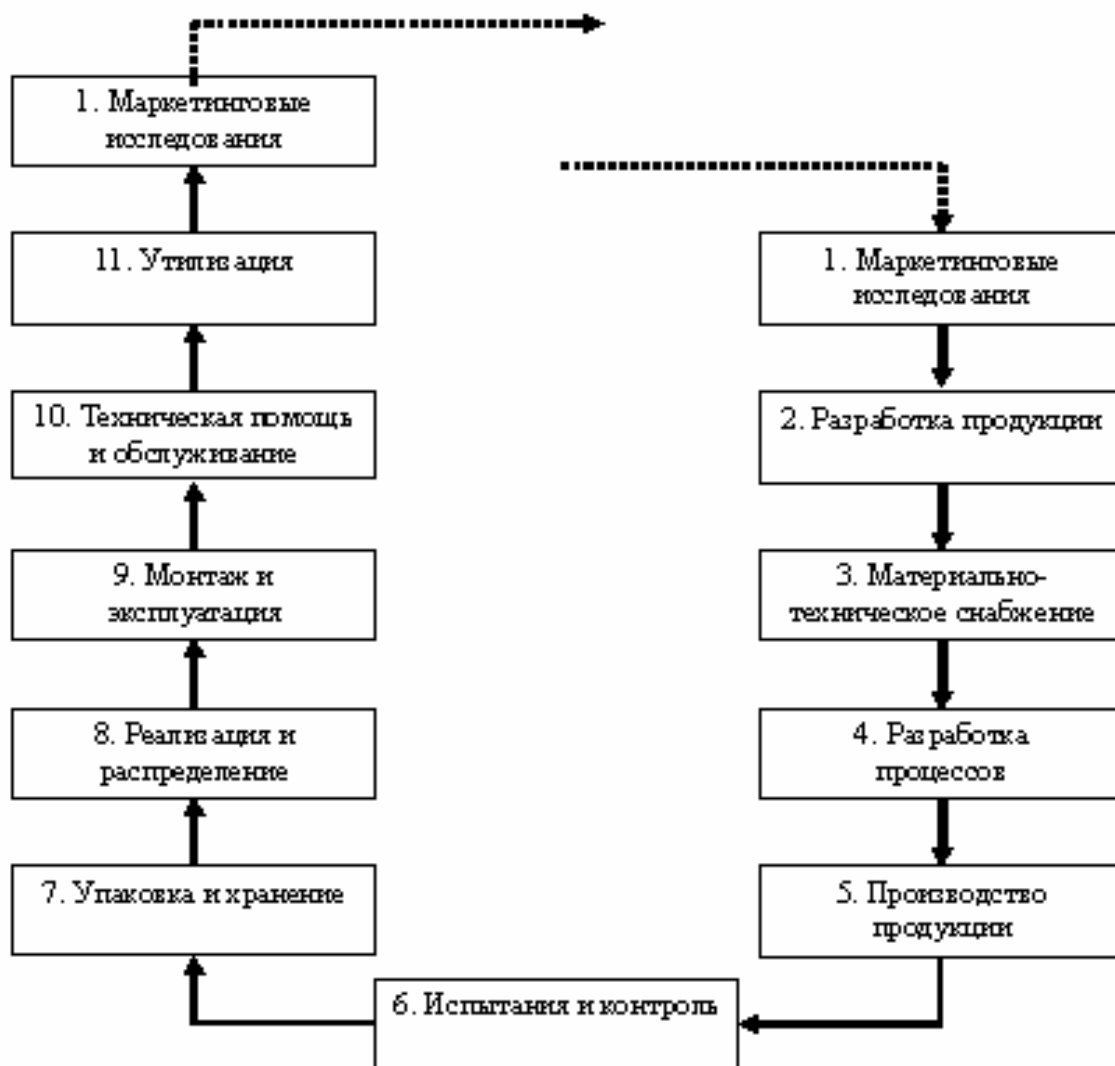 1. Маркетинговые
исследования
11. Утилизация
10. Техническая помощь
и обслуживание
9. Монтаж и
эксплуатация
8. Реализация и
распределение
7. Упаковка и хранение
6. Испытания и контроль
1. Маркетинговые
исследования
2. Разработка продукции
3. Материально-
техническое снабжение
4. Разработка
процессов
5. Производство
продукции